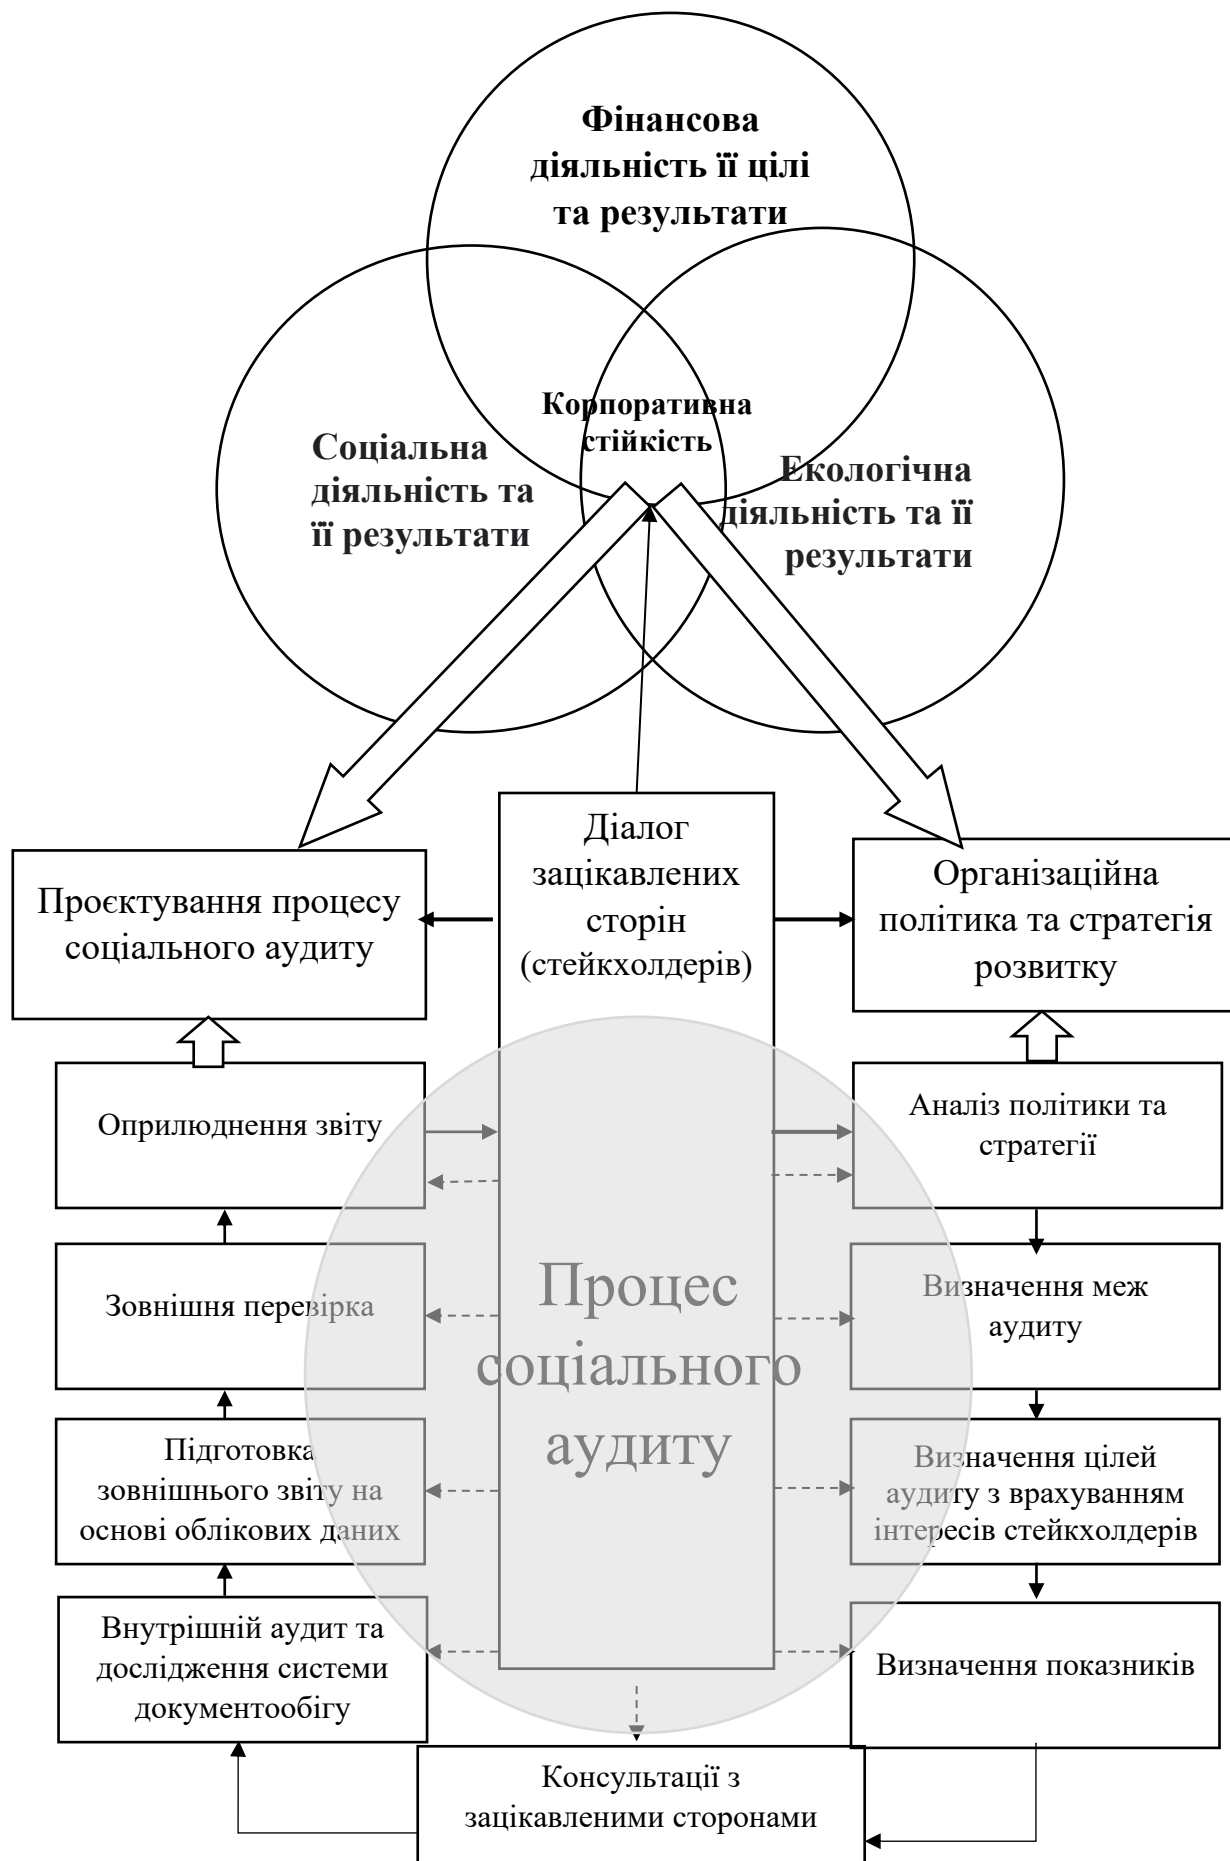 Фінансова
діяльність її цілі
та результати
Корпоративна
стійкість
Соціальна
діяльність та
її результати
Екологічна
діяльність та її
результати
Діалог
зацікавлених
сторін
(стейкхолдерів)
Проєктування процесу
соціального аудиту
Організаційна
політика та стратегія
розвитку
Оприлюднення звіту
Аналіз політики та
стратегії
Процес
соціального
аудиту
Зовнішня перевірка
Визначення меж
аудиту
Підготовка
зовнішнього звіту на
основі облікових даних
Визначення цілей
аудиту з врахуванням
інтересів стейкхолдерів
Внутрішній аудит та
дослідження системи
документообігу
Визначення показників
Консультації з
зацікавленими сторонами